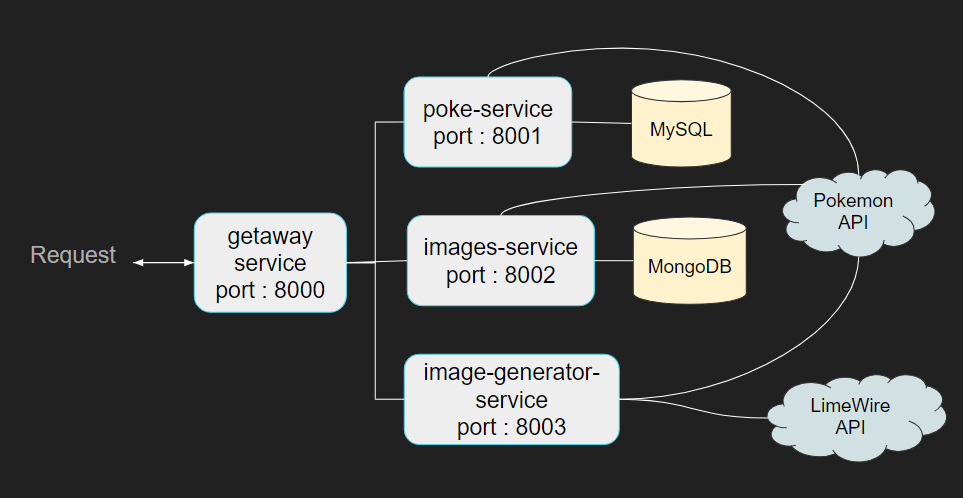 poke-service
port : 8001
MySQL
Pokemon
API
Request
getaway
service
port : 8000
images-service
port : 8002
MongoDB
image-generator-
service
port : 8003
LimeWire
API